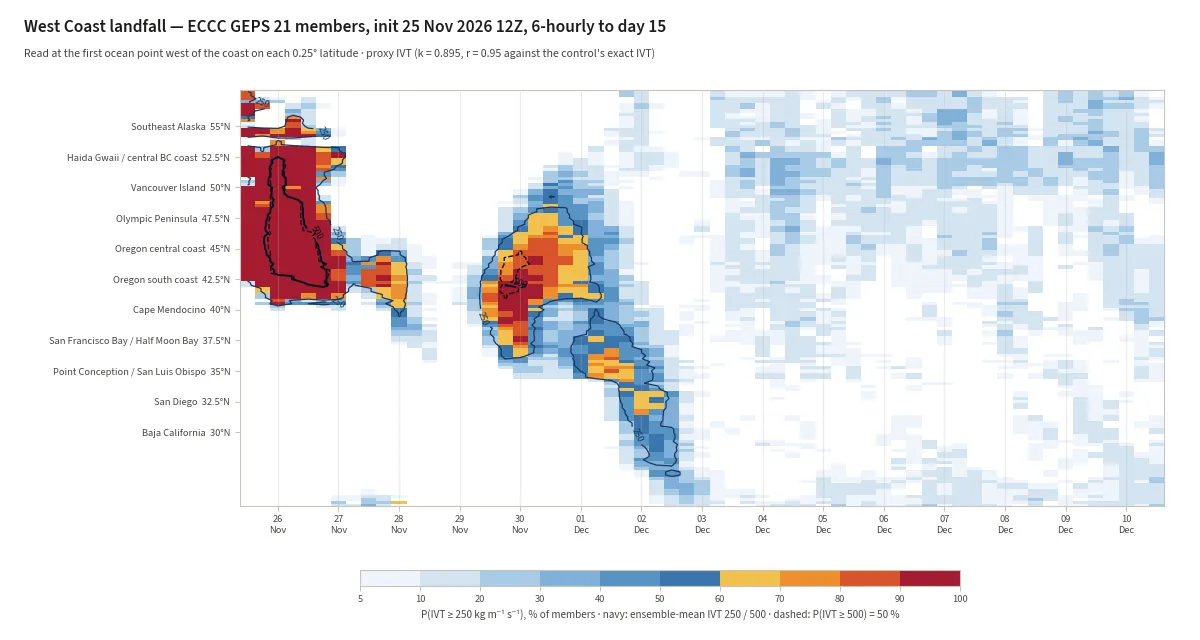 West Coast landfall — ECCC GEPS 21 members, init 25 Nov 2026 12Z, 6-hourly to day 15
Read at the first ocean point west of the coast on each 0.25° latitude · proxy IVT (k = 0.895, r = 0.95 against the control's exact IVT)
Southeast Alaska 55°N
Haida Gwaii / central BC coast 52.5°N
Vancouver Island 50°N
Olympic Peninsula 47.5°N
Oregon central coast 45°N
Oregon south coast 42.5°N
Cape Mendocino 40°N
San Francisco Bay / Half Moon Bay 37.5°N
Point Conception / San Luis Obispo 35°N
San Diego 32.5°N
Baja California 30°N
250
250
500
250
250
250
26 27 28 29 30 01 02 03 04 05 06 07 08 09 10
Nov Nov Nov Nov Nov Dec Dec Dec Dec Dec Dec Dec Dec Dec Dec
5 10 20 30 40 50 60 70 80 90 100
P(IVT ≥ 250 kg m⁻¹ s⁻¹), % of members · navy: ensemble-mean IVT 250 / 500 · dashed: P(IVT ≥ 500) = 50 %